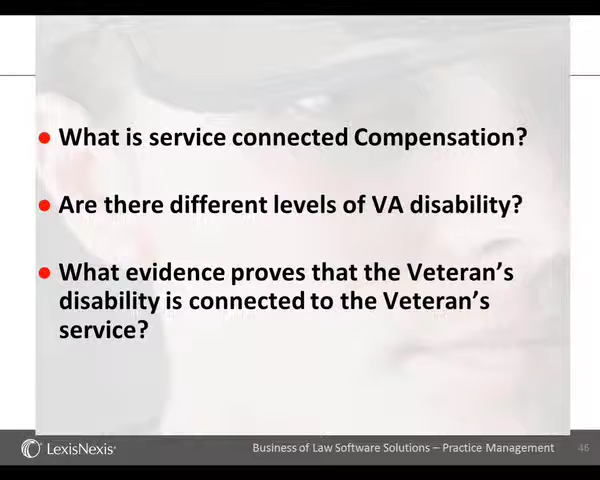 What is service connected Compensation?
Are there different levels of VA disability?
What evidence proves that the Veteran’s
disability is connected to the Veteran’s
service?
LexisNexis®
Business of Law Software Solutions – Practice Management
46